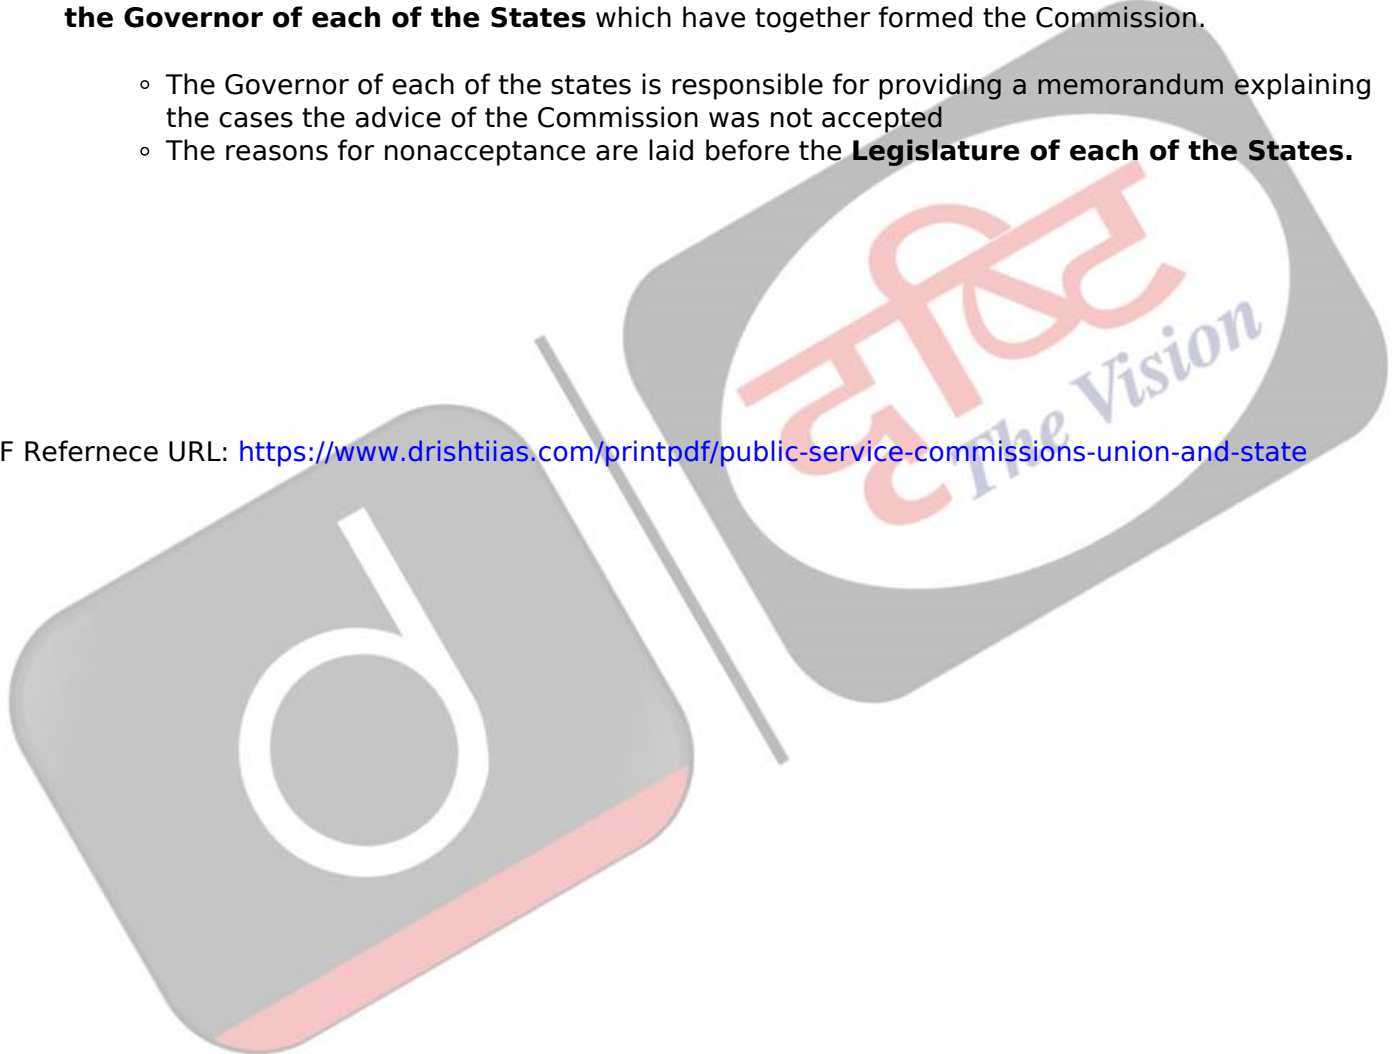 the Governor of each of the States which have together formed the Commission.
◦ The Governor of each of the states is responsible for providing a memorandum explaining
the cases the advice of the Commission was not accepted
◦ The reasons for nonacceptance are laid before the Legislature of each of the States.
दृष्टि
The Vision
F Refernece URL: https://www.drishtiias.com/printpdf/public-service-commissions-union-and-state
d